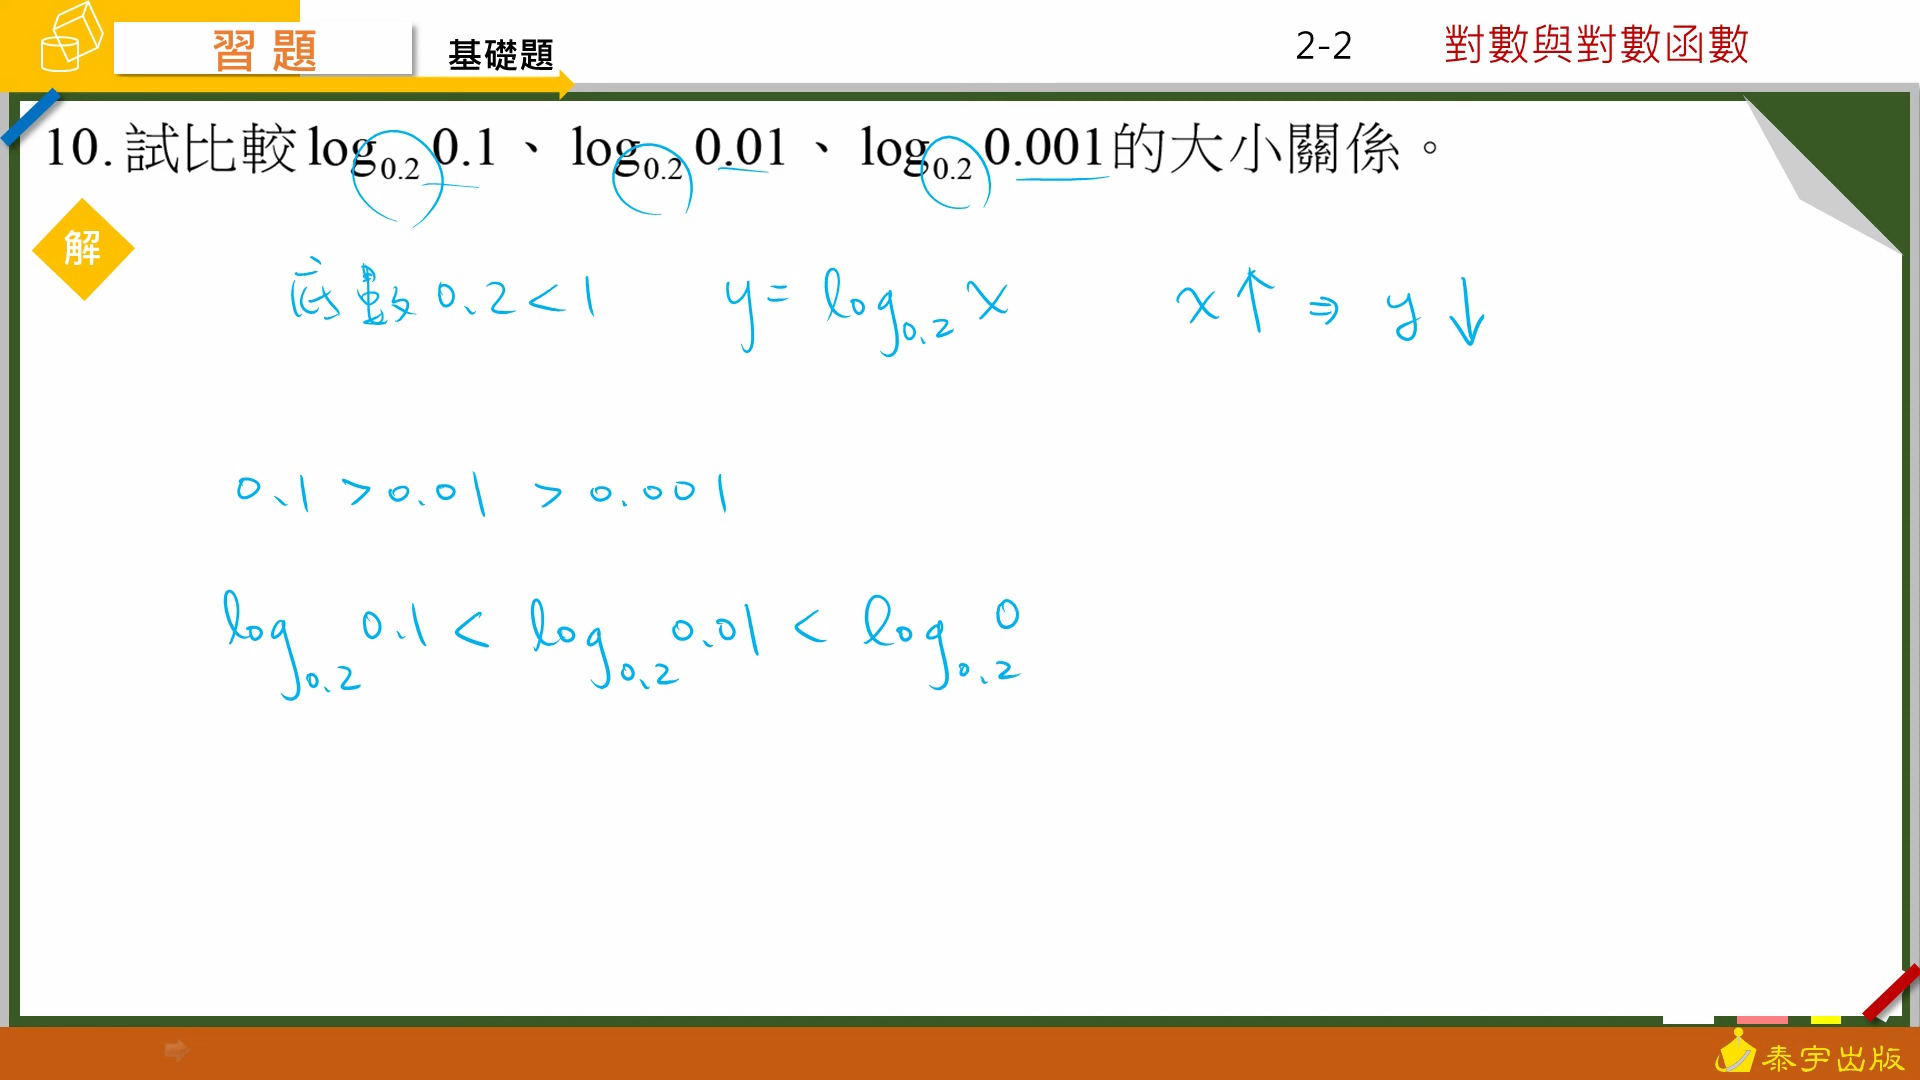 習題
基礎題
2-2 對數與對數函數
10. 試比較 log₀.₂ 0.1、log₀.₂ 0.01、log₀.₂ 0.001的大小關係。
解
底數 0.2 < 1 y = log₀.₂ x x↑ ⇒ y↓
0.1 > 0.01 > 0.001
log₀.₂ 0.1 < log₀.₂ 0.01 < log₀.₂ 0
泰宇出版